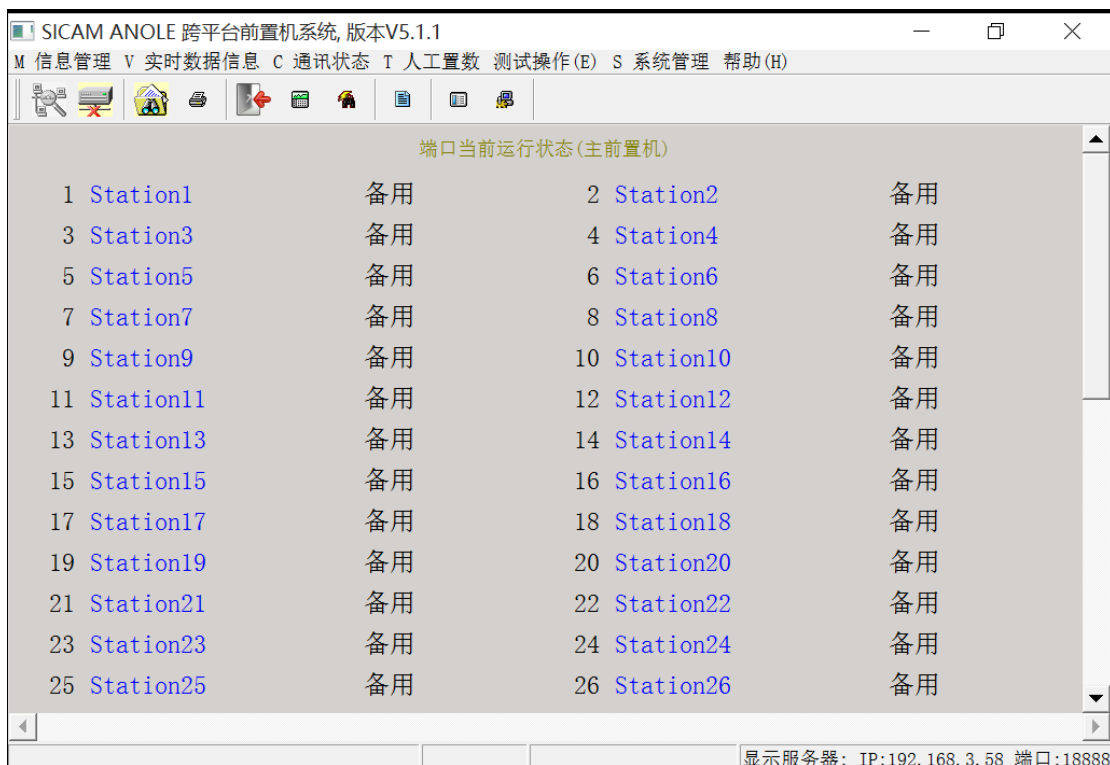 SICAM ANOLE 跨平台前置机系统, 版本V5.1.1
M 信息管理 V 实时数据信息 C 通讯状态 T 人工置数 测试操作(E) S 系统管理 帮助(H)
端口当前运行状态(主前置机)
1 Station1 备用 2 Station2 备用
3 Station3 备用 4 Station4 备用
5 Station5 备用 6 Station6 备用
7 Station7 备用 8 Station8 备用
9 Station9 备用 10 Station10 备用
11 Station11 备用 12 Station12 备用
13 Station13 备用 14 Station14 备用
15 Station15 备用 16 Station16 备用
17 Station17 备用 18 Station18 备用
19 Station19 备用 20 Station20 备用
21 Station21 备用 22 Station22 备用
23 Station23 备用 24 Station24 备用
25 Station25 备用 26 Station26 备用
显示服务器: IP:192.168.3.58 端口:18888